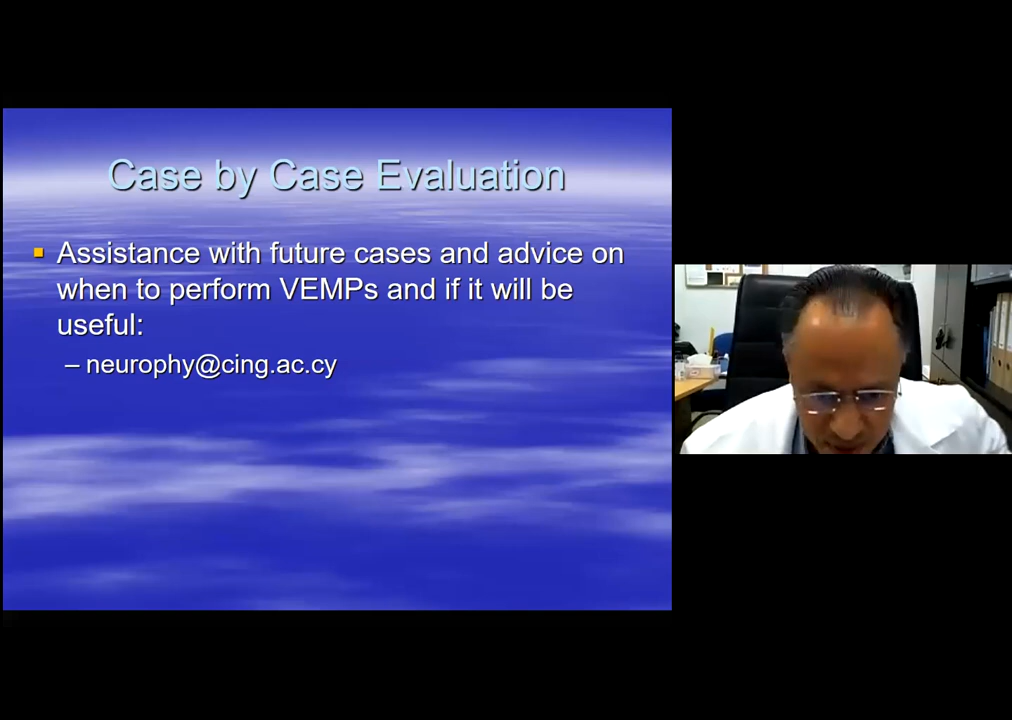 Case by Case Evaluation
▪ Assistance with future cases and advice on
when to perform VEMPs and if it will be
useful:
– neurophy@cing.ac.cy